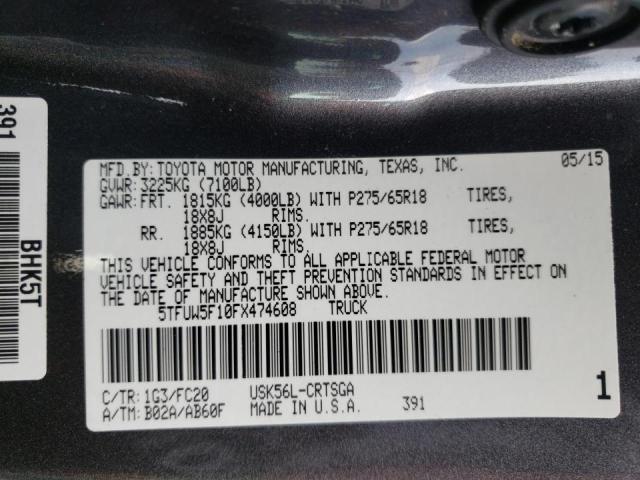 391
BHK5T
MFD.BY:TOYOTA MOTOR MANUFACTURING, TEXAS, INC. 05/15
GVWR:3225KG (7100LB)
GAWR:FRT. 1815KG (4000LB) WITH P275/65R18 TIRES,
18X8J RIMS.
RR. 1885KG (4150LB) WITH P275/65R18 TIRES,
18X8J RIMS.
THIS VEHICLE CONFORMS TO ALL APPLICABLE FEDERAL MOTOR
VEHICLE SAFETY AND THEFT PREVENTION STANDARDS IN EFFECT ON
THE DATE OF MANUFACTURE SHOWN ABOVE.
5TFUW5F10FX474608 TRUCK
C/TR:1G3/FC20 USK56L-CRTSGA
A/TM:B02A/AB60F MADE IN U.S.A. 391
1